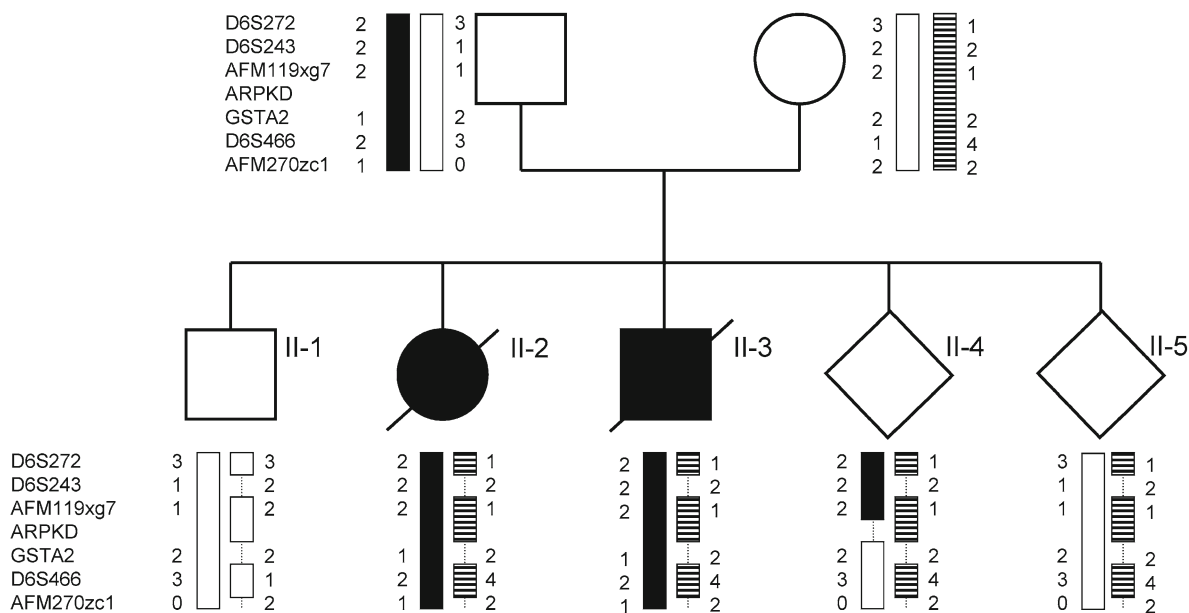 D6S272 2 3 3 1
D6S243 2 1 2 2
AFM119xg7 2 1 2 1
ARPKD
GSTA2 1 2 2 2
D6S466 2 3 1 4
AFM270zc1 1 0 2 2
II-1 II-2 II-3 II-4 II-5
D6S272 3 3 2 1 2 1 2 1 3 1
D6S243 1 2 2 2 2 2 2 2 1 2
AFM119xg7 1 2 2 1 2 1 2 1 1 1
ARPKD
GSTA2 2 2 1 2 1 2 2 2 2 2
D6S466 3 1 2 4 2 4 3 4 3 4
AFM270zc1 0 2 1 2 1 2 0 2 0 2